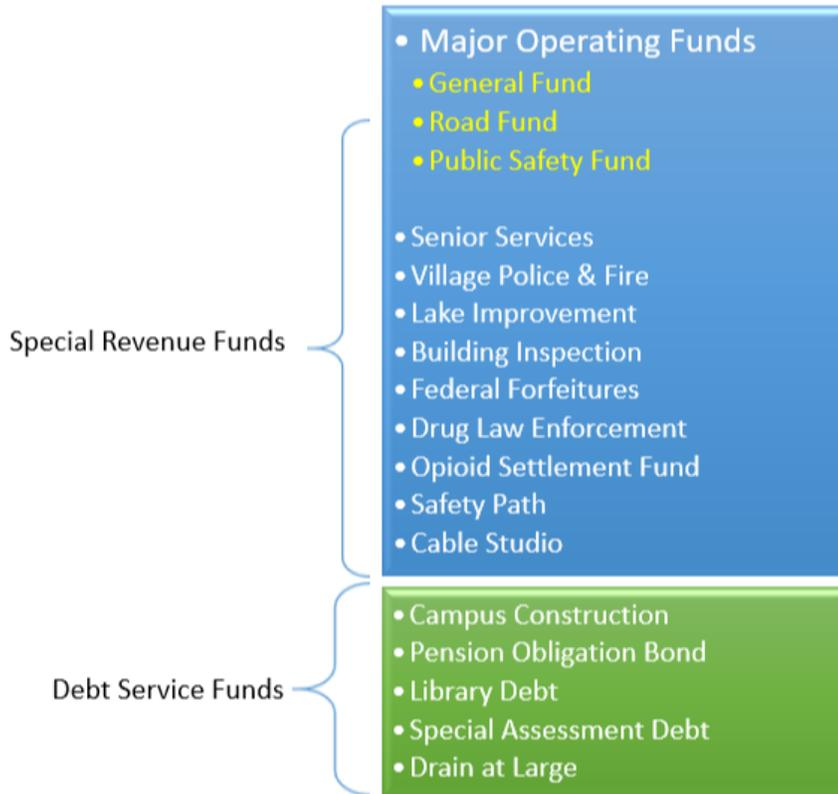 • Major Operating Funds
• General Fund
• Road Fund
• Public Safety Fund
• Senior Services
• Village Police & Fire
• Lake Improvement
• Building Inspection
• Federal Forfeitures
• Drug Law Enforcement
• Opioid Settlement Fund
• Safety Path
• Cable Studio
Special Revenue Funds
• Campus Construction
• Pension Obligation Bond
• Library Debt
• Special Assessment Debt
• Drain at Large
Debt Service Funds